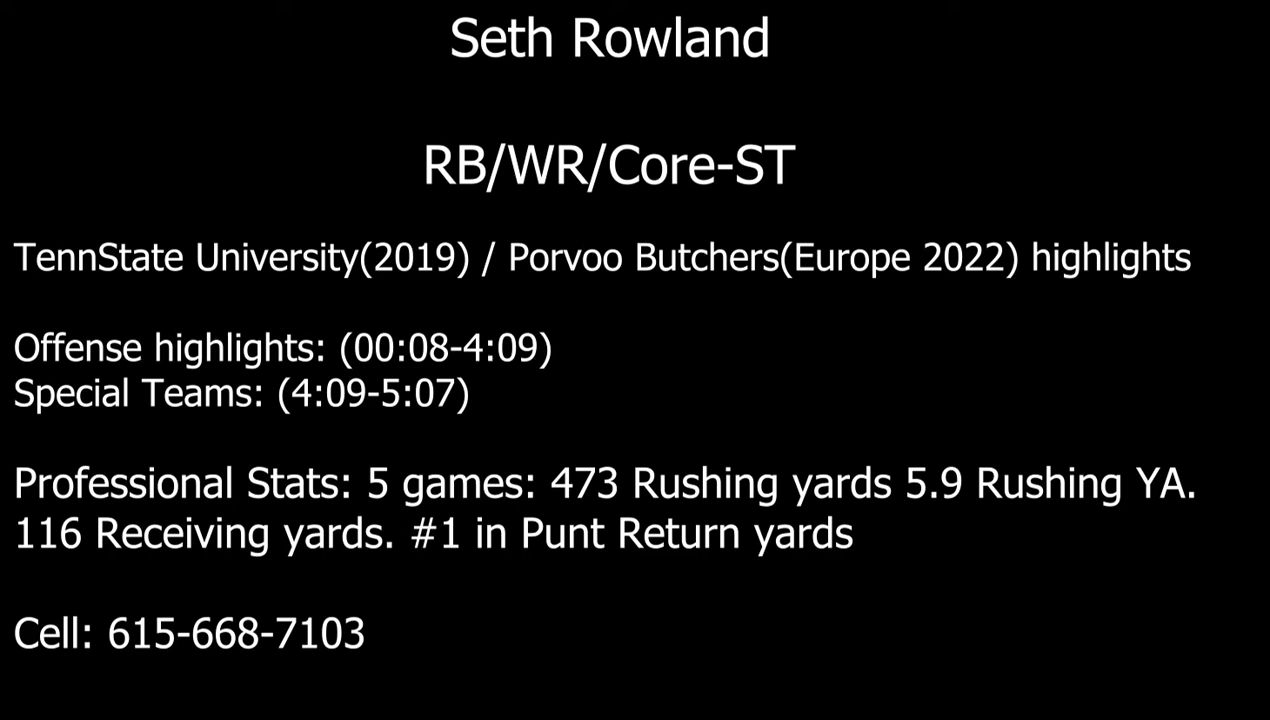 Seth Rowland
RB/WR/Core-ST
TennState University(2019) / Porvoo Butchers(Europe 2022) highlights
Offense highlights: (00:08-4:09)
Special Teams: (4:09-5:07)
Professional Stats: 5 games: 473 Rushing yards 5.9 Rushing YA.
116 Receiving yards. #1 in Punt Return yards
Cell: 615-668-7103